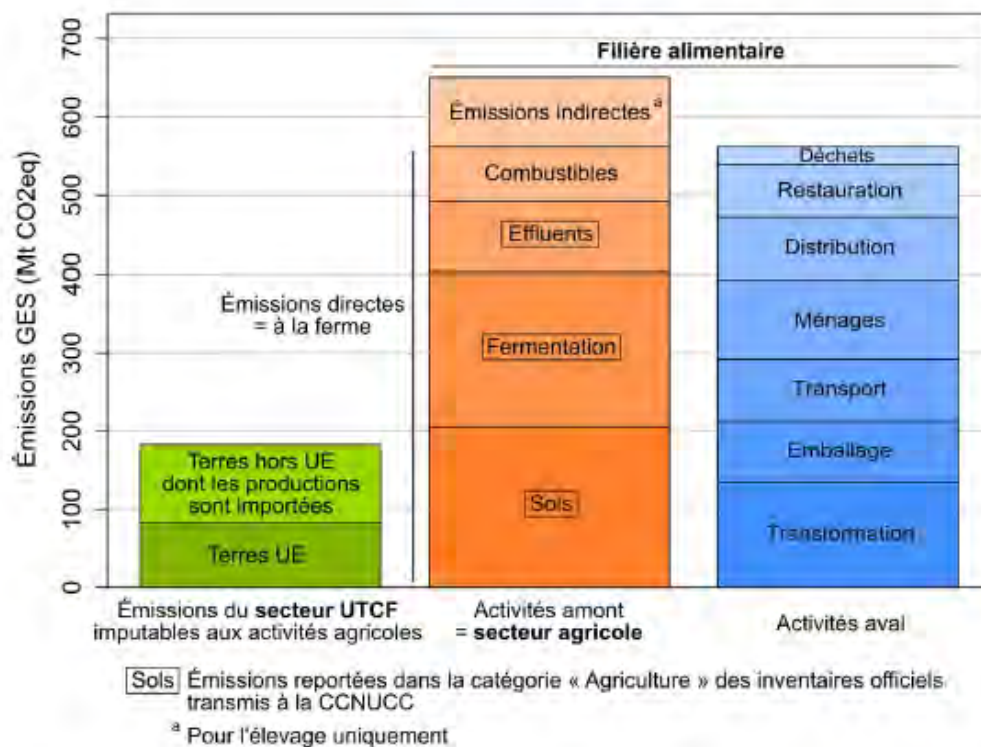 Émissions GES (Mt CO2eq)
700
600
500
400
300
200
100
0
Filière alimentaire
Émissions directes
= à la ferme
Terres hors UE
dont les productions
sont importées
Terres UE
Émissions indirectes a
Combustibles
Effluents
Fermentation
Sols
Déchets
Restauration
Distribution
Ménages
Transport
Emballage
Transformation
Émissions du secteur UTCF
imputables aux activités agricoles
Activités amont
= secteur agricole
Activités aval
Sols Émissions reportées dans la catégorie « Agriculture » des inventaires officiels
transmis à la CCNUCC
a Pour l'élevage uniquement